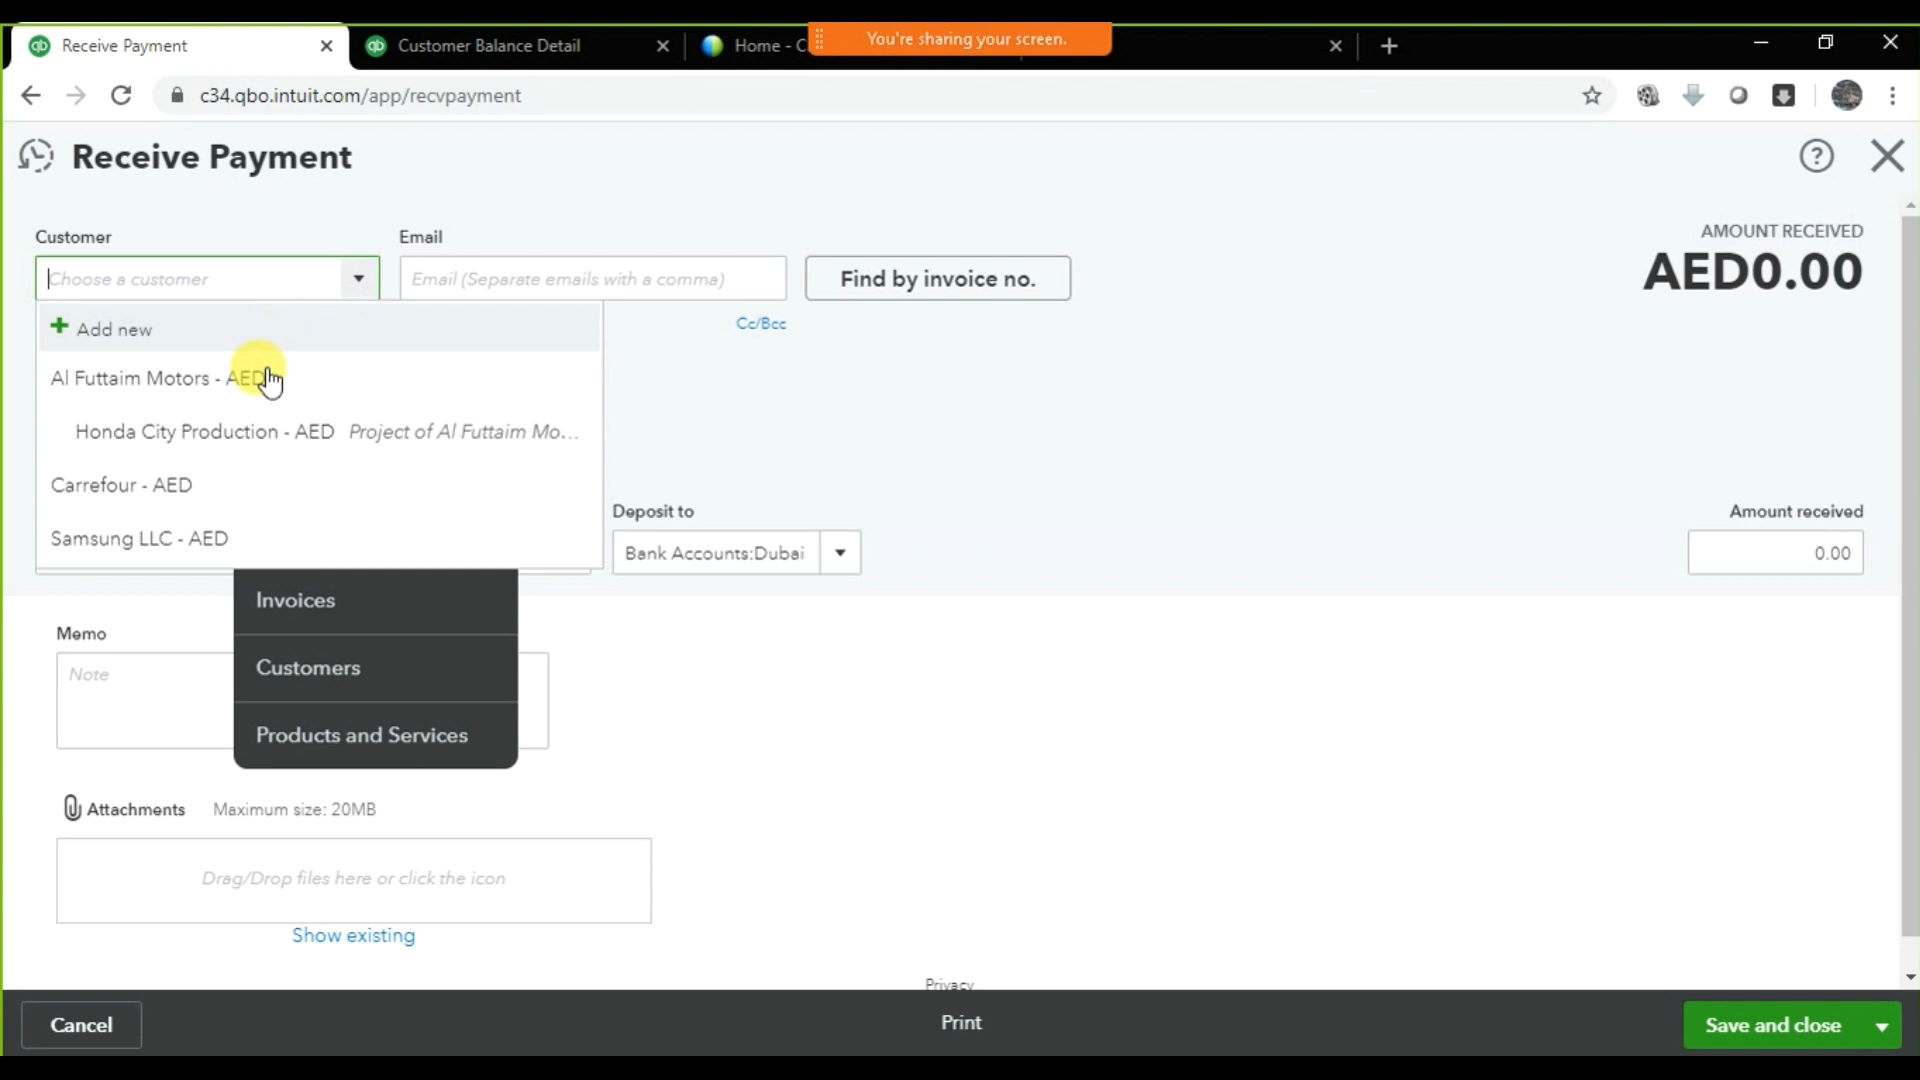 Receive Payment
Customer Balance Detail
Home - C
You're sharing your screen.
c34.qbo.intuit.com/app/recvpayment
Receive Payment
Customer
Email
AMOUNT RECEIVED
Choose a customer
Email (Separate emails with a comma)
Find by invoice no.
AED0.00
Add new
Cc/Bcc
Al Futtaim Motors - AED
Honda City Production - AED Project of Al Futtaim Mo...
Carrefour - AED
Samsung LLC - AED
Deposit to
Amount received
Bank Accounts:Dubai
0.00
Invoices
Memo
Note
Customers
Products and Services
Attachments Maximum size: 20MB
Drag/Drop files here or click the icon
Show existing
Privacy
Cancel
Print
Save and close